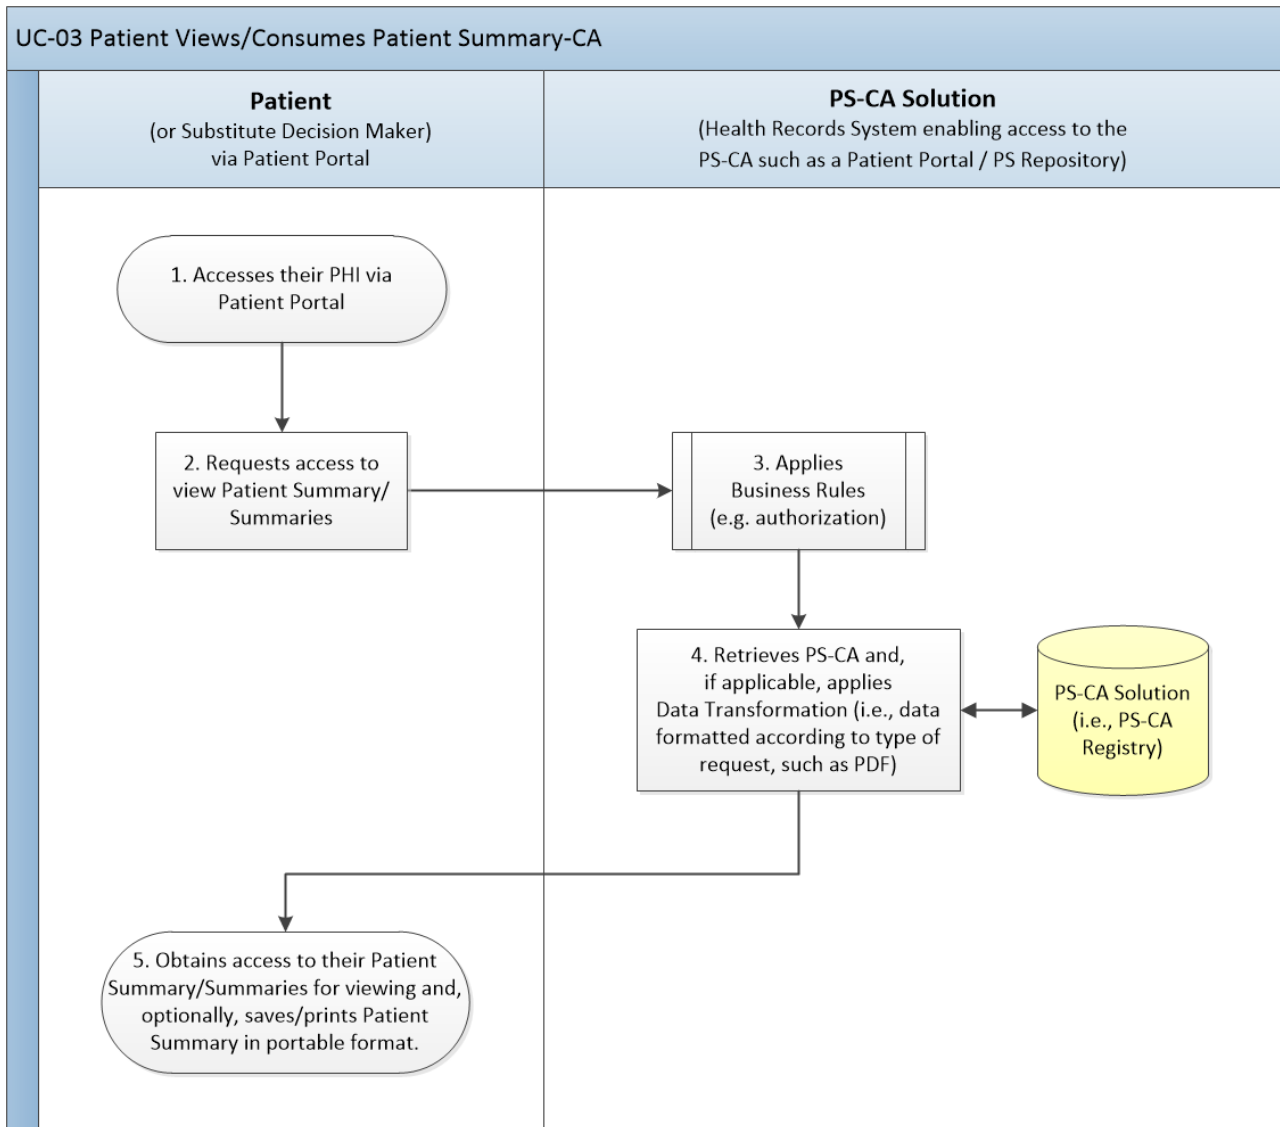 UC-03 Patient Views/Consumes Patient Summary-CA
Patient
(or Substitute Decision Maker)
via Patient Portal
PS-CA Solution
(Health Records System enabling access to the
PS-CA such as a Patient Portal / PS Repository)
1. Accesses their PHI via
Patient Portal
2. Requests access to
view Patient Summary/
Summaries
3. Applies
Business Rules
(e.g. authorization)
4. Retrieves PS-CA and,
if applicable, applies
Data Transformation (i.e., data
formatted according to type of
request, such as PDF)
PS-CA Solution
(i.e., PS-CA
Registry)
5. Obtains access to their Patient
Summary/Summaries for viewing and,
optionally, saves/prints Patient
Summary in portable format.